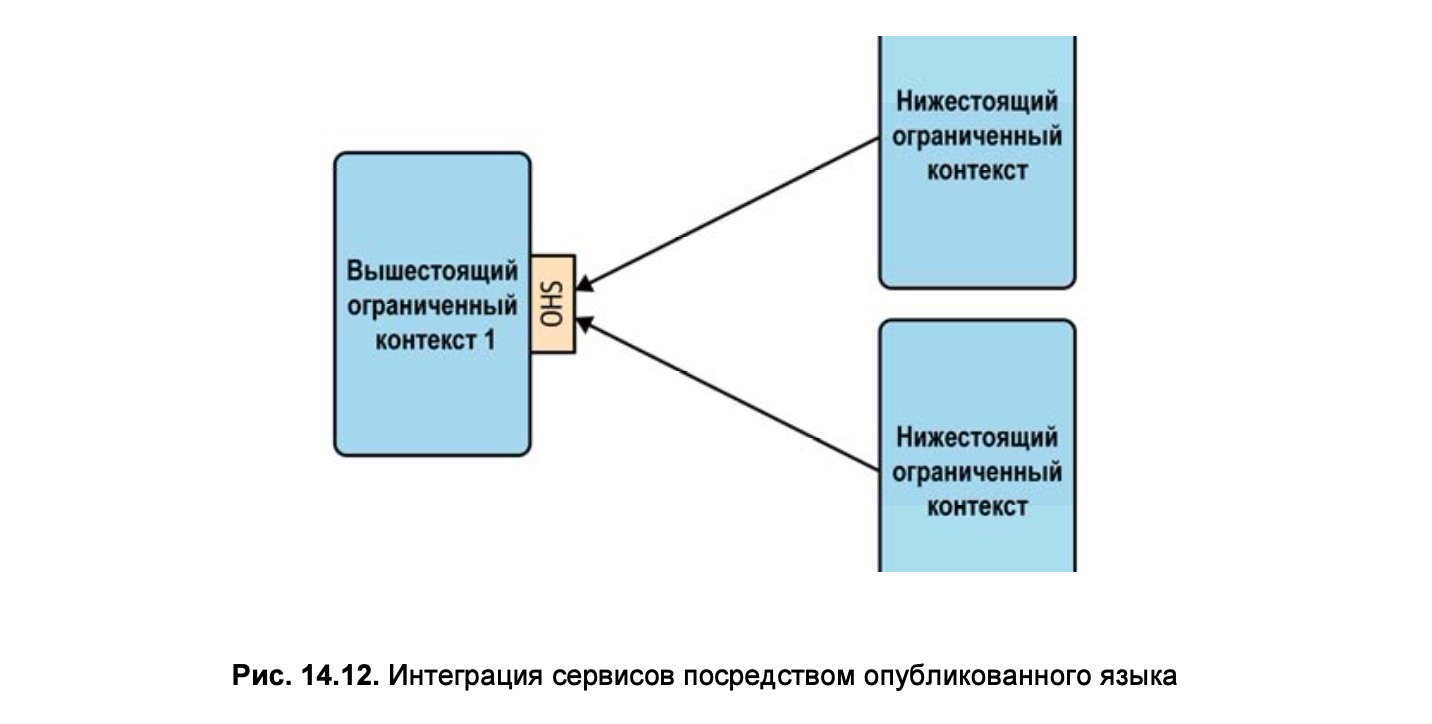 Нижестоящий
ограниченный
контекст
Вышестоящий
ограниченный
контекст 1
OHS
Нижестоящий
ограниченный
контекст
Рис. 14.12. Интеграция сервисов посредством опубликованного языка